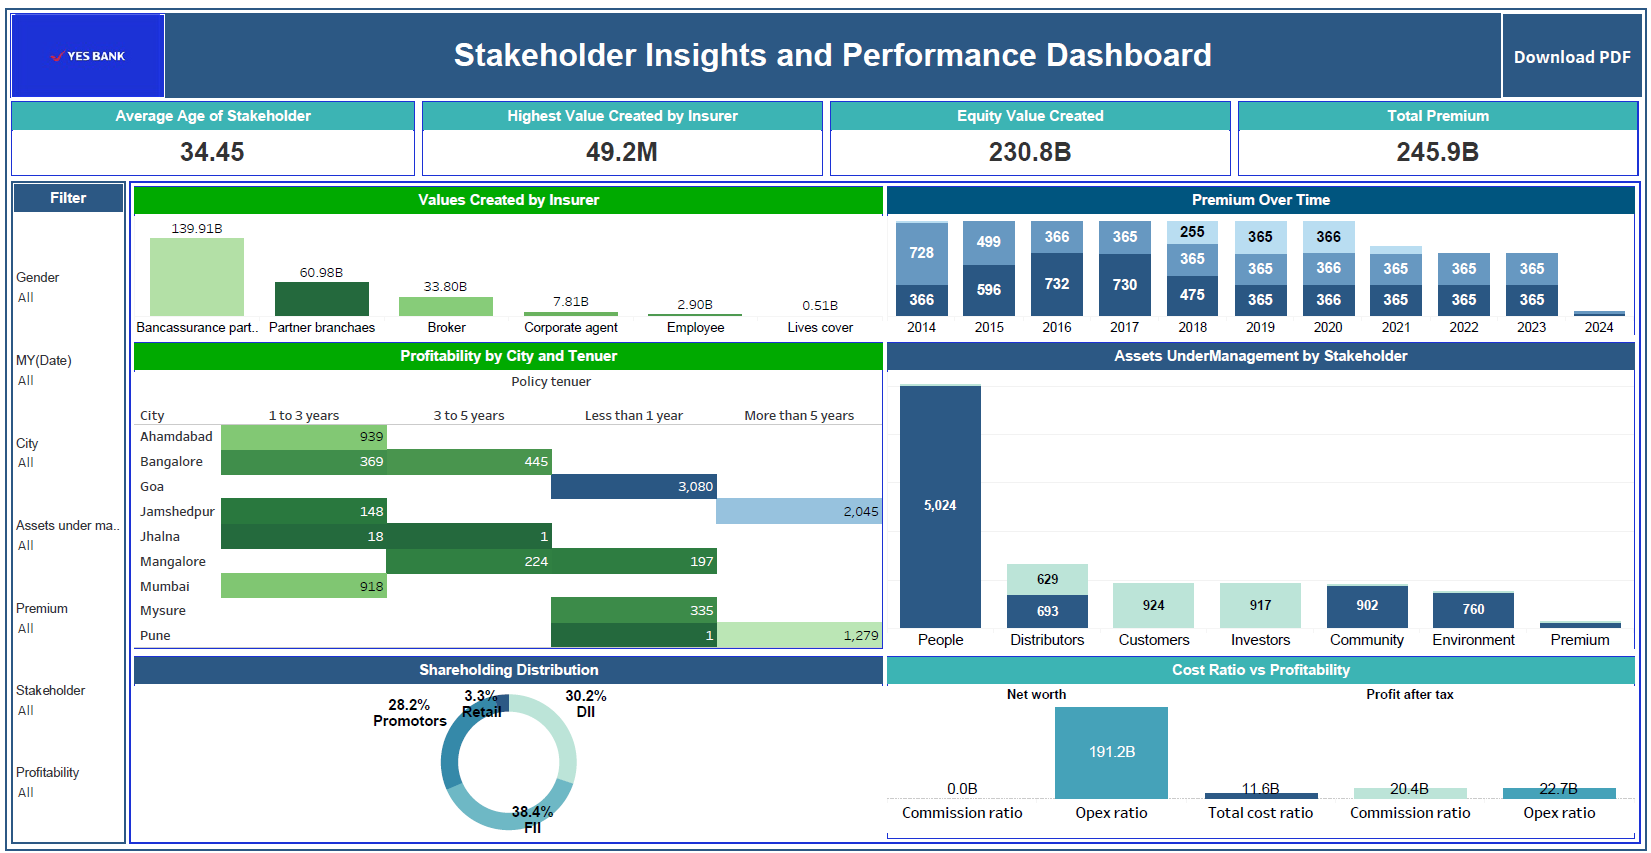 YES BANK
Stakeholder Insights and Performance Dashboard
Download PDF
Average Age of Stakeholder
34.45
Highest Value Created by Insurer
49.2M
Equity Value Created
230.8B
Total Premium
245.9B
Filter
Gender
All
MY(Date)
All
City
All
Assets under ma..
All
Premium
All
Stakeholder
All
Profitability
All
Values Created by Insurer
139.91B
60.98B
33.80B
7.81B
2.90B
0.51B
Bancassurance part.. Partner branchaes Broker Corporate agent Employee Lives cover
Premium Over Time
728 499 366 365 255 365 366
365 365 366 365 365 365
366 596 732 730 475 365 366 365 365 365
2014 2015 2016 2017 2018 2019 2020 2021 2022 2023 2024
Profitability by City and Tenuer
Policy tenuer
City 1 to 3 years 3 to 5 years Less than 1 year More than 5 years
Ahamdabad 939
Bangalore 369 445
Goa 3,080
Jamshedpur 148 2,045
Jhalna 18 1
Mangalore 224 197
Mumbai 918
Mysure 335
Pune 1 1,279
Assets UnderManagement by Stakeholder
5,024
629
693 924 917 902 760
People Distributors Customers Investors Community Environment Premium
Shareholding Distribution
3.3%
Retail
30.2%
DII
28.2%
Promotors
38.4%
FII
Cost Ratio vs Profitability
Net worth Profit after tax
191.2B
0.0B 11.6B 20.4B 22.7B
Commission ratio Opex ratio Total cost ratio Commission ratio Opex ratio